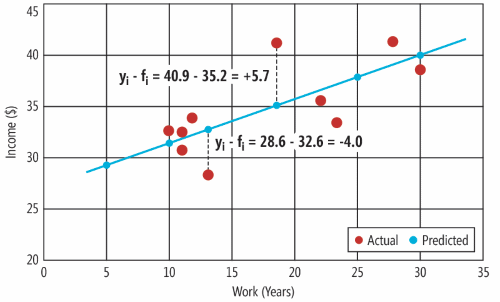 45
40
35
30
25
20
Income ($)
yi - fi = 40.9 - 35.2 = +5.7
yi - fi = 28.6 - 32.6 = -4.0
Actual Predicted
0 5 10 15 20 25 30 35
Work (Years)